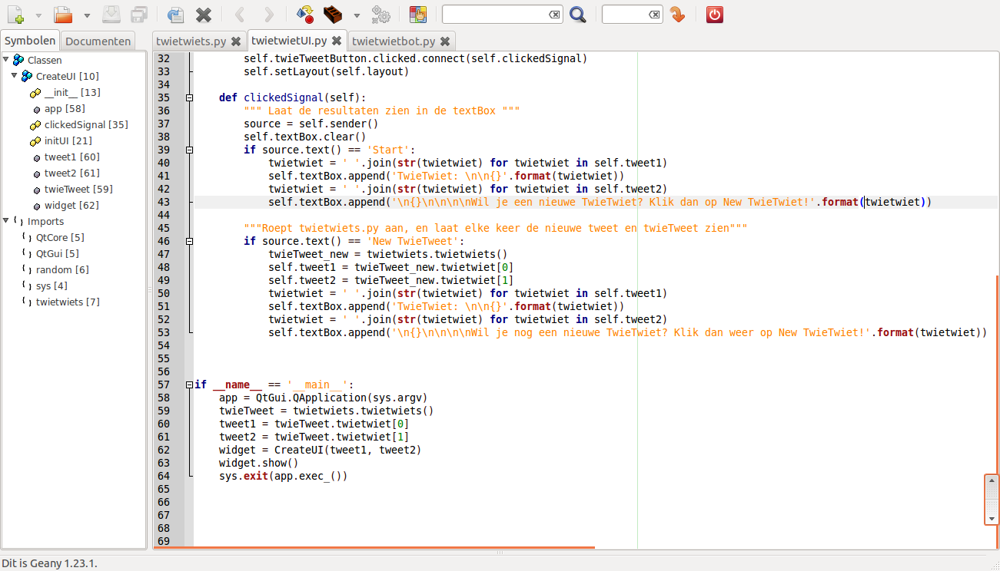 Symbolen Documenten twietwiets.py twietwietUI.py twietwietbot.py
Classen
CreateUI [10]
__init__ [13]
app [58]
clickedSignal [35]
initUI [21]
tweet1 [60]
tweet2 [61]
twieTweet [59]
widget [62]
Imports
QtCore [5]
QtGui [5]
random [6]
sys [4]
twietwiets [7]
32 self.twieTweetButton.clicked.connect(self.clickedSignal)
33 self.setLayout(self.layout)
34
35 def clickedSignal(self):
36 """ Laat de resultaten zien in de textBox """
37 source = self.sender()
38 self.textBox.clear()
39 if source.text() == 'Start':
40 twietwiet = ' '.join(str(twietwiet) for twietwiet in self.tweet1)
41 self.textBox.append('TwieTwiet: \n\n{}'.format(twietwiet))
42 twietwiet = ' '.join(str(twietwiet) for twietwiet in self.tweet2)
43 self.textBox.append('\n{}\n\n\n\nWil je een nieuwe TwieTwiet? Klik dan op New TwieTwiet!'.format(twietwiet))
44
45 """Roept twietwiets.py aan, en laat elke keer de nieuwe tweet en twieTweet zien"""
46 if source.text() == 'New TwieTweet':
47 twieTweet_new = twietwiets.twietwiets()
48 self.tweet1 = twieTweet_new.twietwiet[0]
49 self.tweet2 = twieTweet_new.twietwiet[1]
50 twietwiet = ' '.join(str(twietwiet) for twietwiet in self.tweet1)
51 self.textBox.append('TwieTwiet: \n\n{}'.format(twietwiet))
52 twietwiet = ' '.join(str(twietwiet) for twietwiet in self.tweet2)
53 self.textBox.append('\n{}\n\n\n\nWil je nog een nieuwe TwieTwiet? Klik dan weer op New TwieTwiet!'.format(twietwiet))
54
55
56
57 if __name__ == '__main__':
58 app = QtGui.QApplication(sys.argv)
59 twieTweet = twietwiets.twietwiets()
60 tweet1 = twieTweet.twietwiet[0]
61 tweet2 = twieTweet.twietwiet[1]
62 widget = CreateUI(tweet1, tweet2)
63 widget.show()
64 sys.exit(app.exec_())
65
66
67
68
69
Dit is Geany 1.23.1.